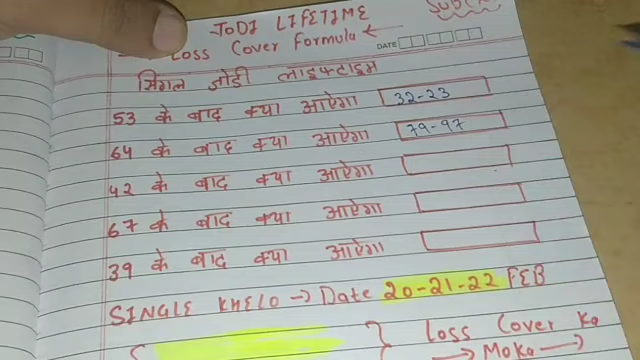 JODI LIFETIME
Loss Cover Formula ←
DATE
सिंगल जोडी लाइफटाइम
53 के बाद क्या आऐगा 32-23
64 के बाद क्या आऐगा 79-97
42 के बाद क्या आऐगा
67 के बाद क्या आऐगा
39 के बाद क्या आऐगा
SINGLE KHELO → Date 20-21-22 FEB
Loss Cover Ka
→ Moka →